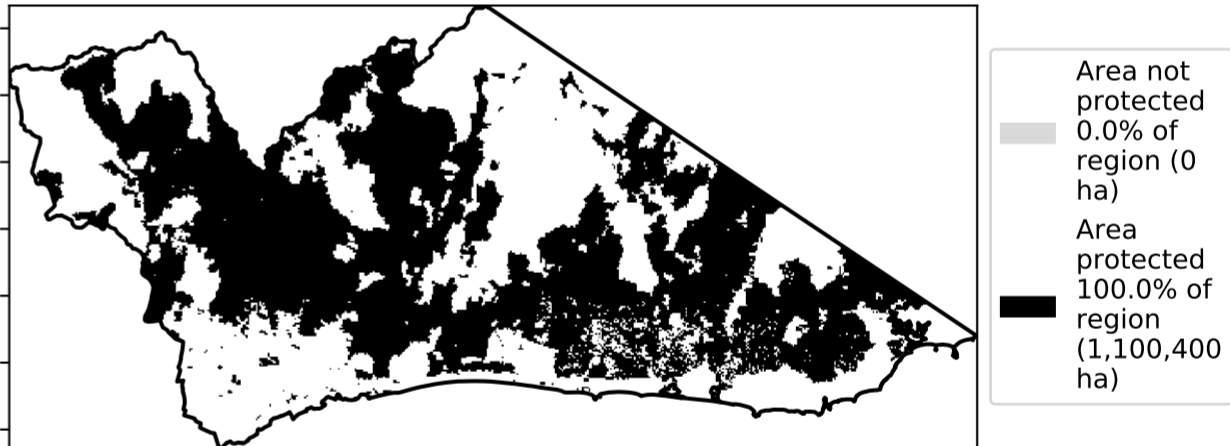 Area not
protected
0.0% of
region (0
ha)
Area
protected
100.0% of
region
(1,100,400
ha)